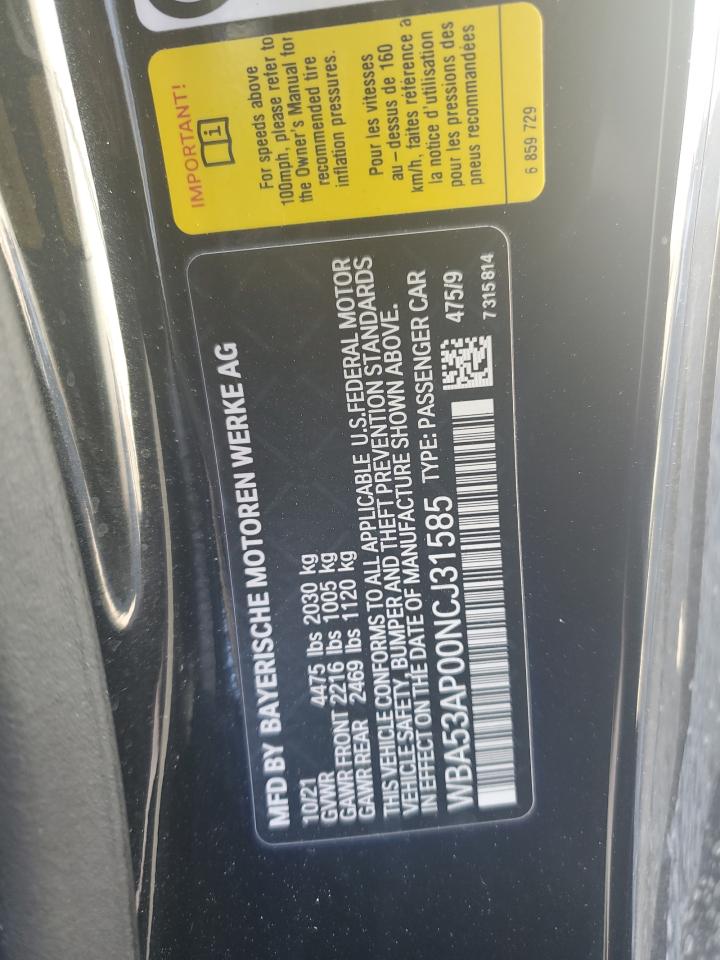 MFD BY BAYERISCHE MOTOREN WERKE AG
10/21
GVWR 4475 lbs 2030 kg
GAWR FRONT 2216 lbs 1005 kg
GAWR REAR 2469 lbs 1120 kg
THIS VEHICLE CONFORMS TO ALL APPLICABLE U.S.FEDERAL MOTOR
VEHICLE SAFETY, BUMPER AND THEFT PREVENTION STANDARDS
IN EFFECT ON THE DATE OF MANUFACTURE SHOWN ABOVE.
WBA53AP00NCJ31585 TYPE: PASSENGER CAR
475/9
7315814
IMPORTANT!
For speeds above
100mph, please refer to
the Owner's Manual for
recommended tire
inflation pressures.
Pour les vitesses
au-dessus de 160
km/h, faites référence a
la notice d'utilisation
pour les pressions des
pneus recommandées
6 859 729